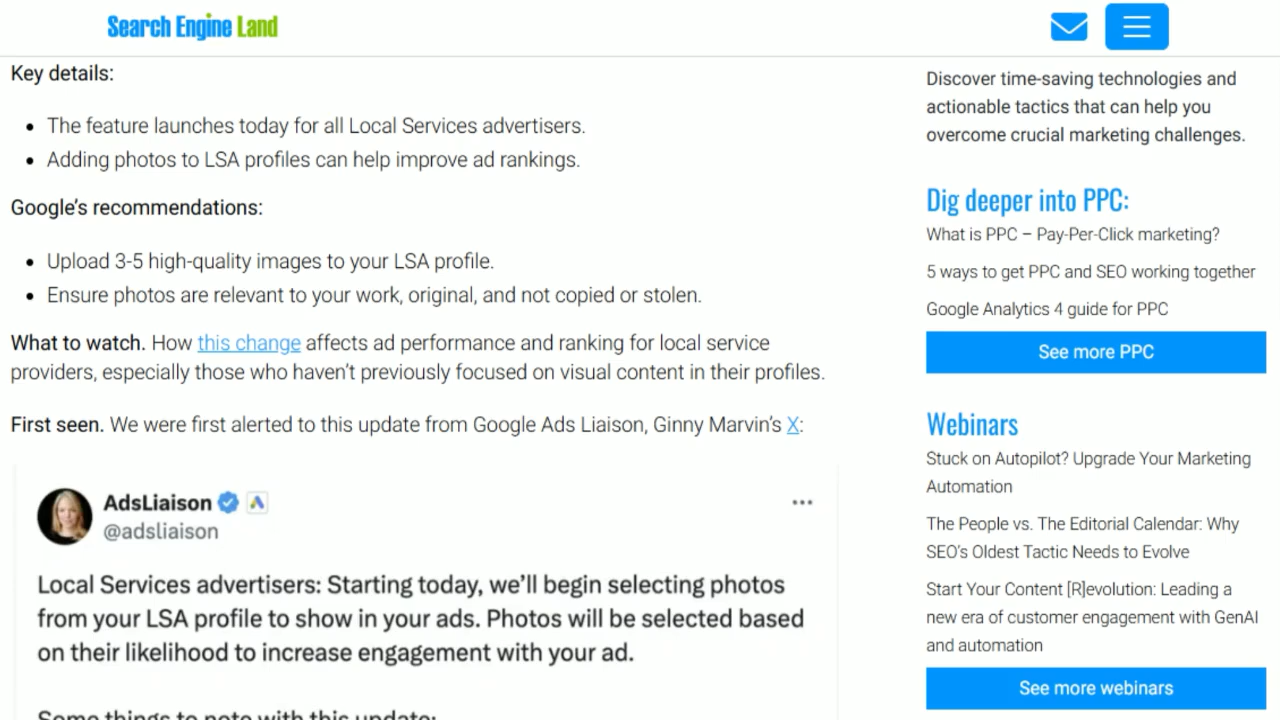 Search Engine Land
Key details:
The feature launches today for all Local Services advertisers.
Adding photos to LSA profiles can help improve ad rankings.
Google’s recommendations:
Upload 3-5 high-quality images to your LSA profile.
Ensure photos are relevant to your work, original, and not copied or stolen.
What to watch. How this change affects ad performance and ranking for local service
providers, especially those who haven’t previously focused on visual content in their profiles.
First seen. We were first alerted to this update from Google Ads Liaison, Ginny Marvin’s X:
AdsLiaison
@adsliaison
Local Services advertisers: Starting today, we’ll begin selecting photos
from your LSA profile to show in your ads. Photos will be selected based
on their likelihood to increase engagement with your ad.
Some things to note with this update:
Discover time-saving technologies and
actionable tactics that can help you
overcome crucial marketing challenges.
Dig deeper into PPC:
What is PPC – Pay-Per-Click marketing?
5 ways to get PPC and SEO working together
Google Analytics 4 guide for PPC
See more PPC
Webinars
Stuck on Autopilot? Upgrade Your Marketing
Automation
The People vs. The Editorial Calendar: Why
SEO’s Oldest Tactic Needs to Evolve
Start Your Content [R]evolution: Leading a
new era of customer engagement with GenAI
and automation
See more webinars